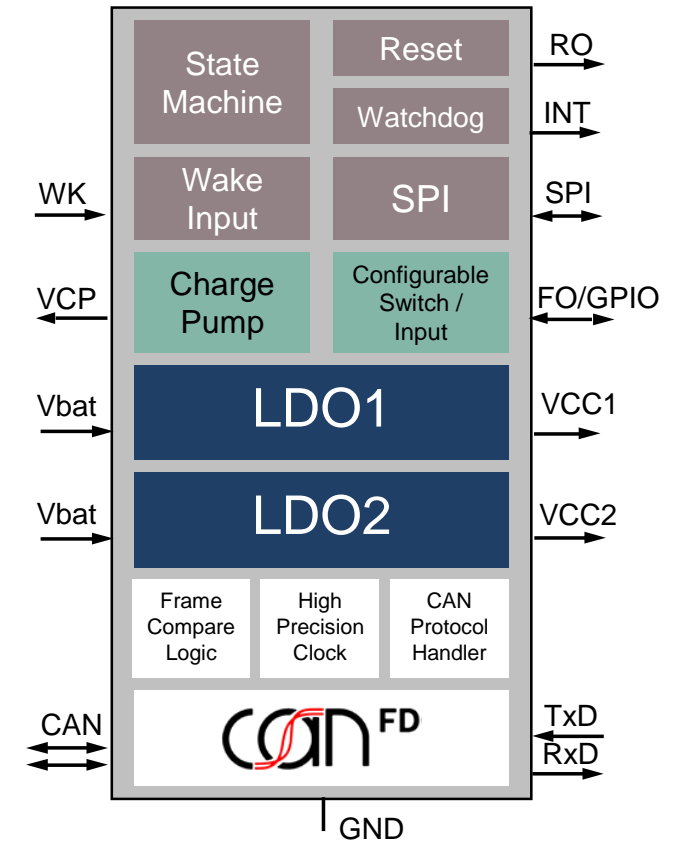 State
Machine
Reset
RO
Watchdog
INT
WK
Wake
Input
SPI
SPI
VCP
Charge
Pump
Configurable
Switch /
Input
FO/GPIO
Vbat
LDO1
VCC1
Vbat
LDO2
VCC2
Frame
Compare
Logic
High
Precision
Clock
CAN
Protocol
Handler
CAN
CAN FD
TxD
RxD
GND